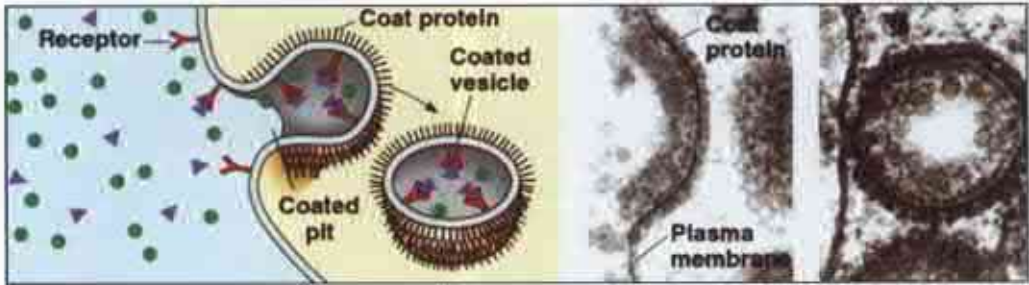 Coat protein
Receptor
Coated
vesicle
Coated
pit
Coat
protein
Plasma
membrane